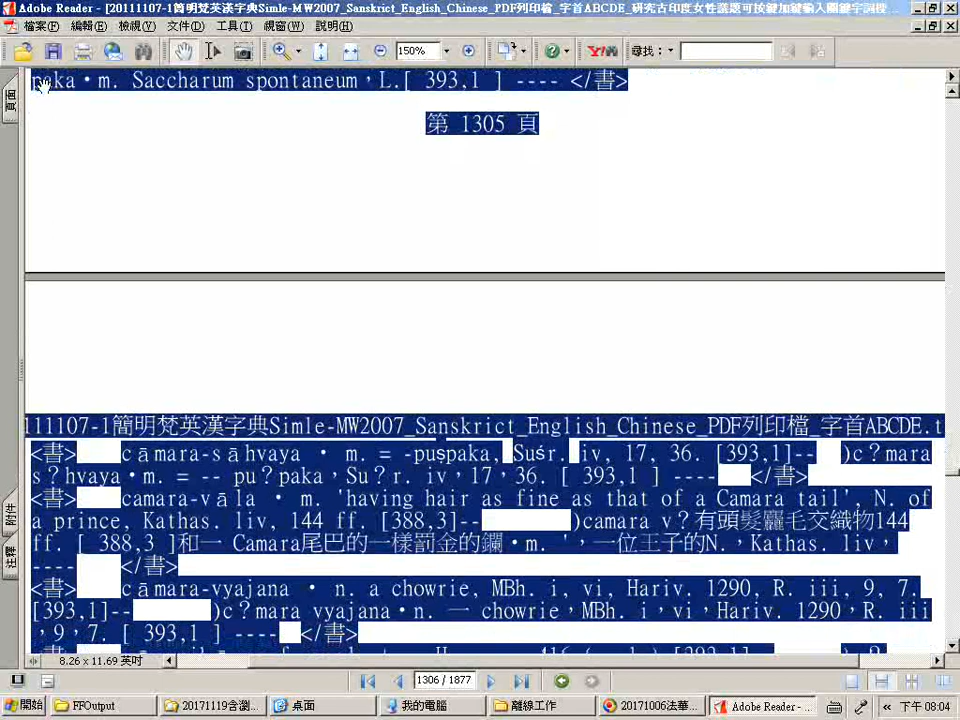 Adobe Reader - [20111107-1簡明梵英漢字典Simle-MW2007_Sanskrict_English_Chinese_PDF列印檔_字首ABCDE_研究古印度女性議題可按鍵加鍵輸入關鍵字詞搜
檔案(F) 編輯(E) 檢視(V) 文件(D) 工具(T) 視窗(W) 說明(H)
150% Y! 尋找:
頁面
paka·m. Saccharum spontaneum,L.[ 393,1 ] ---- </書>
第 1305 頁
111107-1簡明梵英漢字典Simle-MW2007_Sanskrict_English_Chinese_PDF列印檔_字首ABCDE.t
<書> cāmara-sāhvaya · m. = -puṣpaka, Suśr. iv, 17, 36. [393,1]-- )c?mara
s?hvaya·m. = -- pu?paka,Su?r. iv,17,36. [ 393,1 ] ---- </書>
<書> camara-vāla · m. 'having hair as fine as that of a Camara tail', N. of
a prince, Kathas. liv, 144 ff. [388,3]-- )camara v?有頭髮麗毛交織物144
ff. [ 388,3 ]和一 Camara尾巴的一樣罰金的鑭·m. ',一位王子的N.,Kathas. liv,
---- </書>
<書> cāmara-vyajana · n. a chowrie, MBh. i, vi, Hariv. 1290, R. iii, 9, 7.
[393,1]-- )c?mara vyajana·n. 一 chowrie,MBh. i,vi,Hariv. 1290,R. iii
,9,7. [ 393,1 ] ---- </書>
附件
注釋
8.26 x 11.69 英吋
1306 / 1877
開始 FFOutput 20171119含瀏... 桌面 我的電腦 離線工作 20171006法華... Adobe Reader - [... 下午 08:04